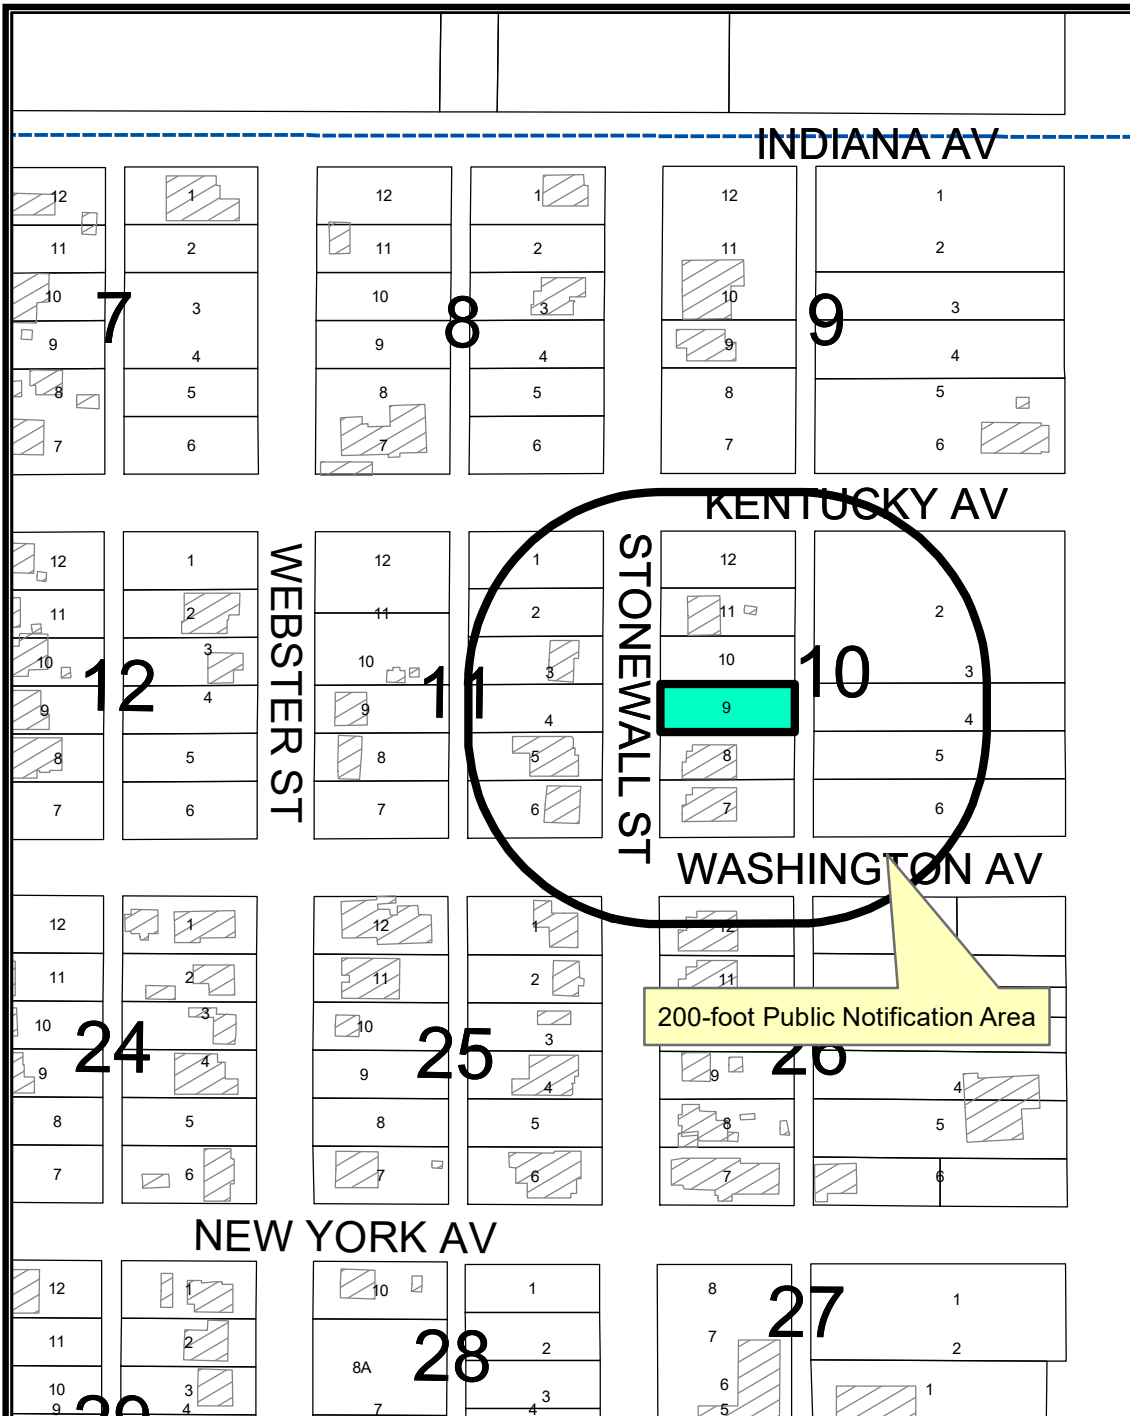 INDIANA AV
12 1 12 1 12 1
11 2 11 2 11 2
10 3 10 3 10 3
7 8 9
9 4 9 4 9 4
8 5 8 5 8 5
7 6 7 6 7 6
KENTUCKY AV
WEBSTER ST
STONEWALL ST
12 1 12 1 12
11 2 11 2 11 2
10 3 10 3 10 3
12 11 10
9 4 9 4 9 4
8 5 8 5 8 5
7 6 7 6 7 6
WASHINGTON AV
12 1 12 1 12
11 2 11 2 11
200-foot Public Notification Area
10 3 10 3
24 25 26
9 4 9 4 9 4
8 5 8 5 8 5
7 6 7 6 7 6
NEW YORK AV
12 1 10 1 8 1
27
11 2 2 7 2
28
8A
10 3 3 6 1
9 4 7 4 5